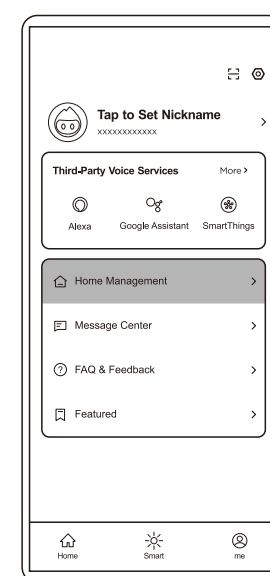 Tap to Set Nickname
xxxxxxxxxxxx
Third-Party Voice Services More
Alexa Google Assistant SmartThings
Home Management
Message Center
FAQ & Feedback
Featured
Home Smart me